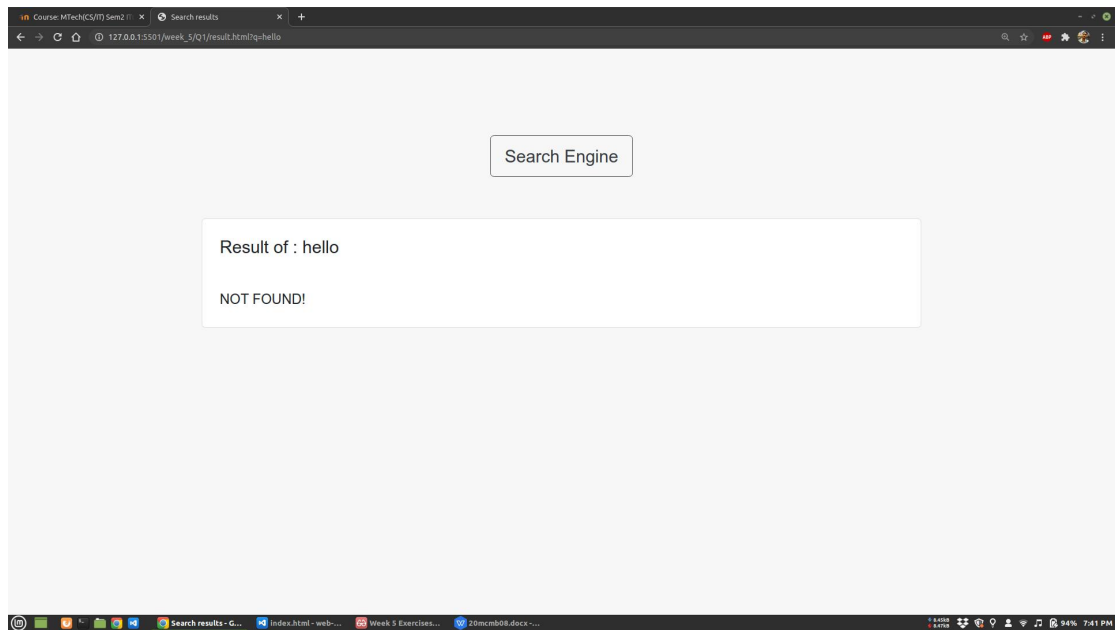 Course: MTech(CS/IT) Sem2 IT
Search results
127.0.0.1:5501/week_5/Q1/result.html?q=hello
ABP
Search Engine
Result of : hello
NOT FOUND!
Search results - G...
index.html - web-...
Week 5 Exercises...
20mcmb08.docx -...
94%
7:41 PM